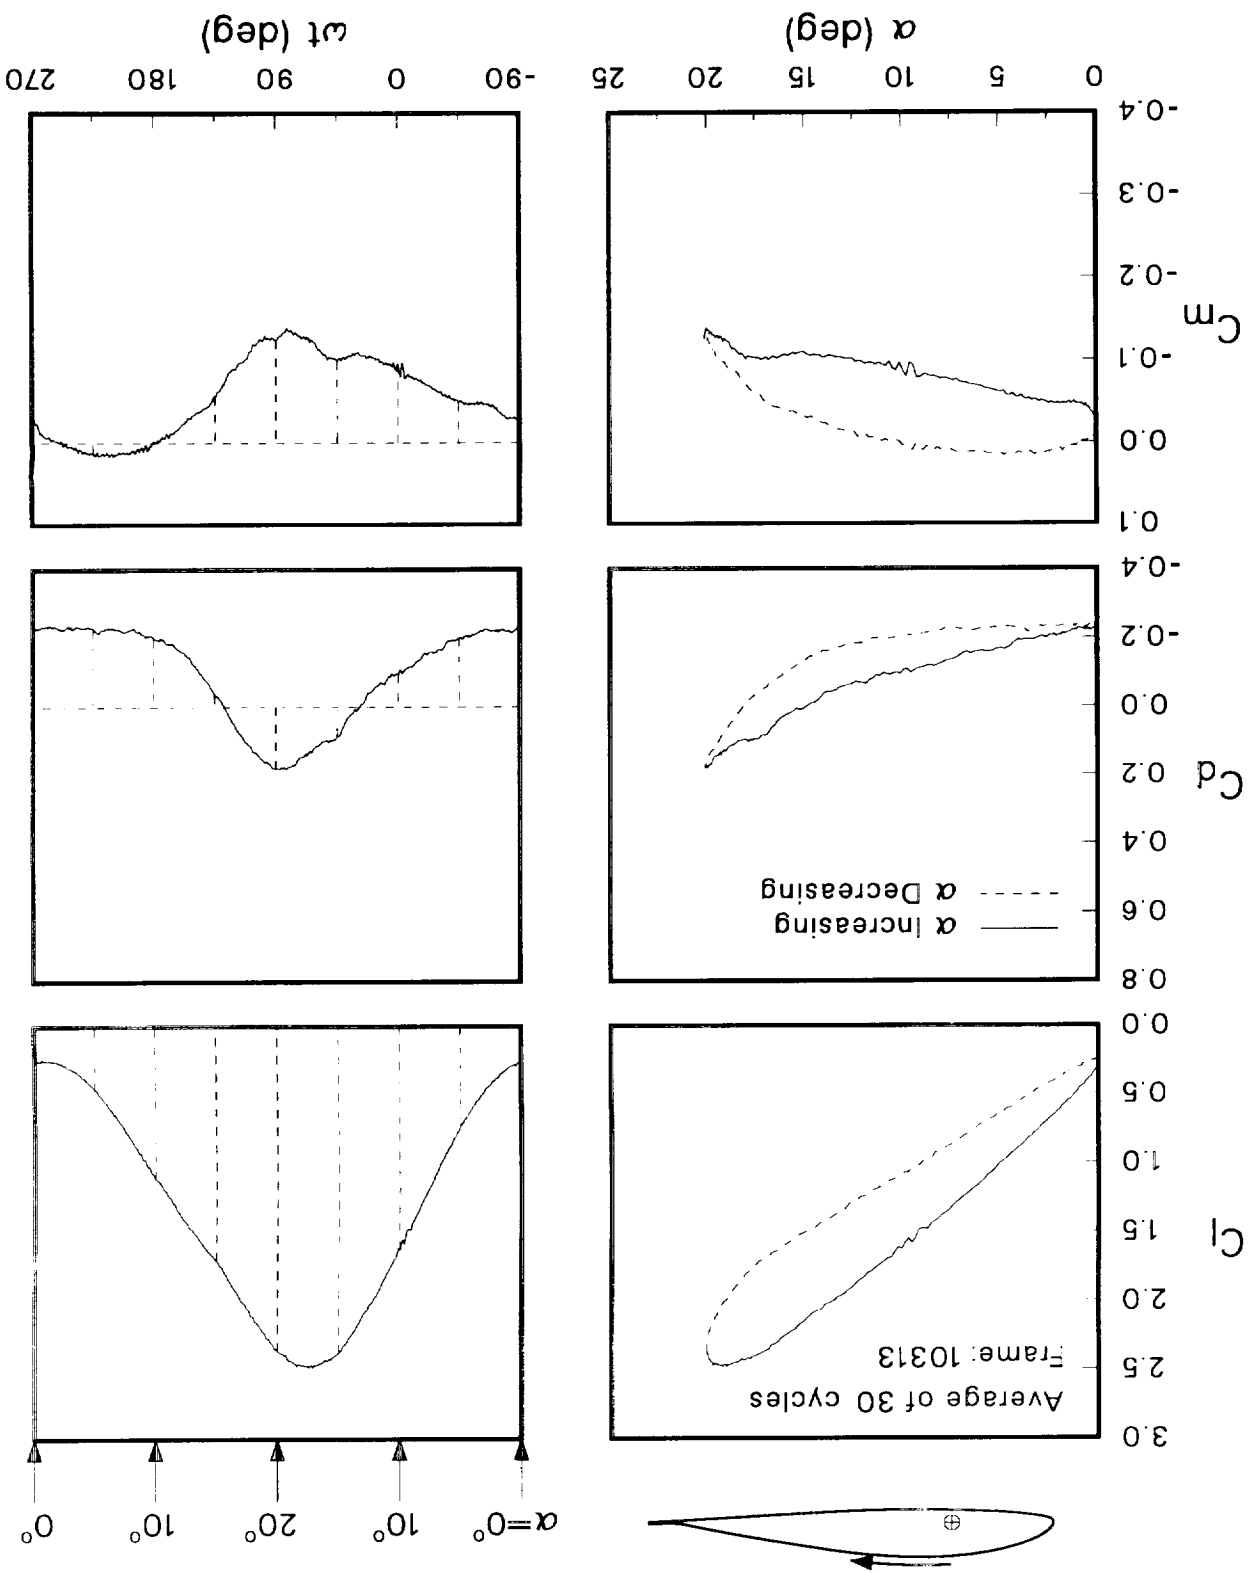 α=0° 10° 20° 10° 0°
Average of 30 cycles
Frame: 10313
3.0
2.5
2.0
1.5
1.0
0.5
0.0
Cl
α Increasing
α Decreasing
0.8
0.6
0.4
0.2
0.0
-0.2
-0.4
Cd
0.1
0.0
-0.1
-0.2
-0.3
-0.4
Cm
0 5 10 15 20 25
α (deg)
-90 0 90 180 270
ωt (deg)